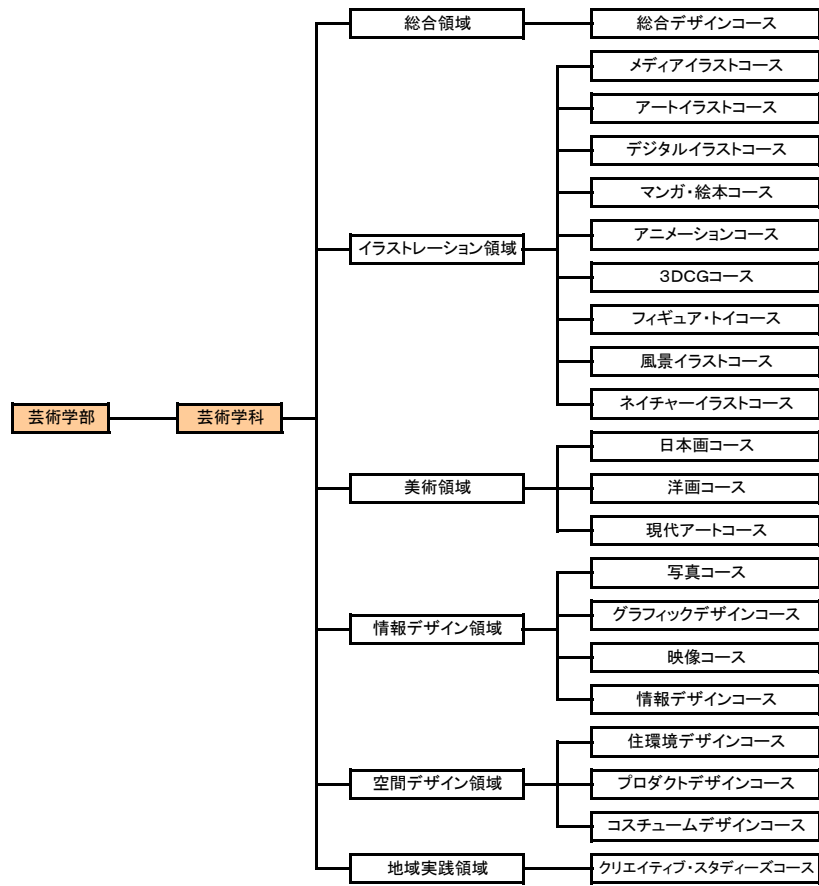 総合領域
総合デザインコース
メディアイラストコース
アートイラストコース
デジタルイラストコース
マンガ・絵本コース
アニメーションコース
イラストレーション領域
3DCGコース
フィギュア・トイコース
風景イラストコース
ネイチャーイラストコース
芸術学部
芸術学科
日本画コース
美術領域
洋画コース
現代アートコース
写真コース
グラフィックデザインコース
情報デザイン領域
映像コース
情報デザインコース
住環境デザインコース
空間デザイン領域
プロダクトデザインコース
コスチュームデザインコース
地域実践領域
クリエイティブ・スタディーズコース